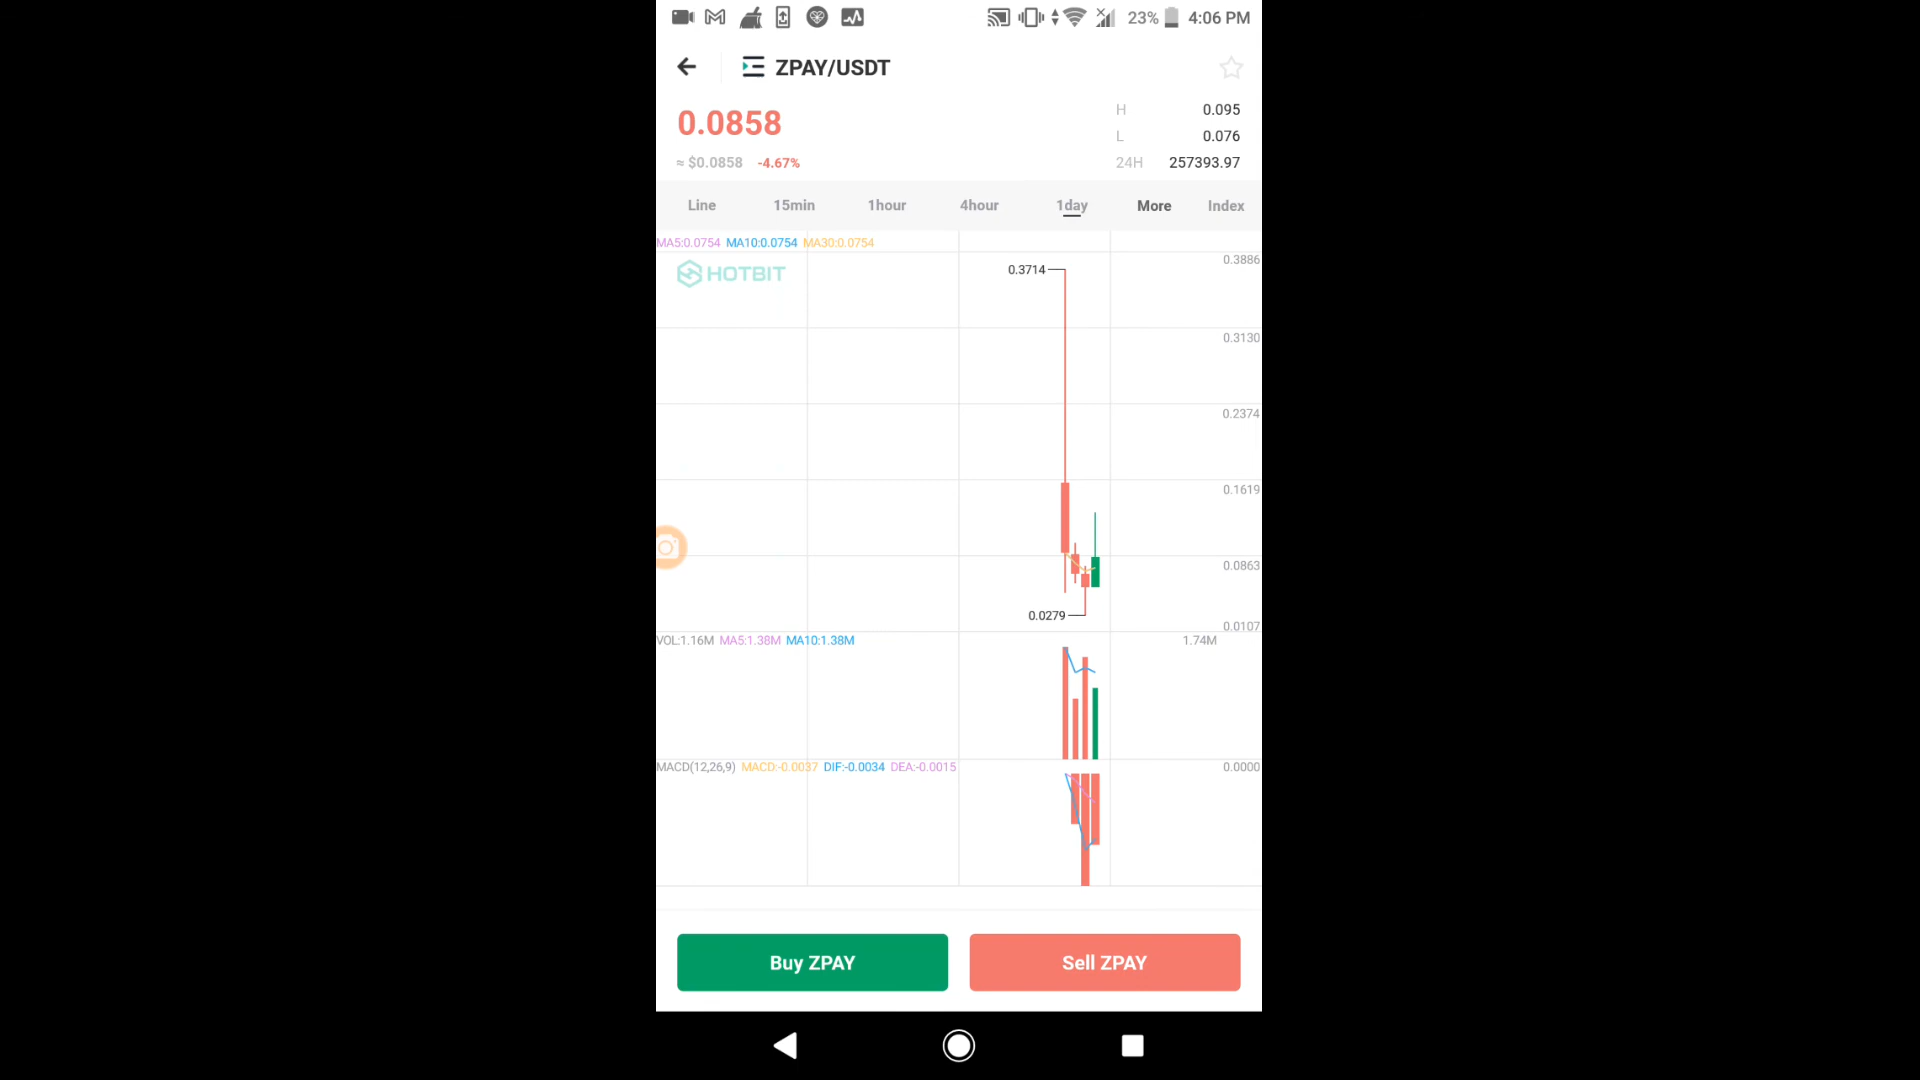 23% 4:06 PM
ZPAY/USDT
0.0858
≈ $0.0858 -4.67%
H 0.095
L 0.076
24H 257393.97
Line 15min 1hour 4hour 1day More Index
MA5:0.0754 MA10:0.0754 MA30:0.0754
HOTBIT
0.3714
0.3886
0.3130
0.2374
0.1619
0.0863
0.0279
0.0107
VOL:1.16M MA5:1.38M MA10:1.38M 1.74M
MACD(12,26,9) MACD:-0.0037 DIF:-0.0034 DEA:-0.0015 0.0000
Buy ZPAY Sell ZPAY